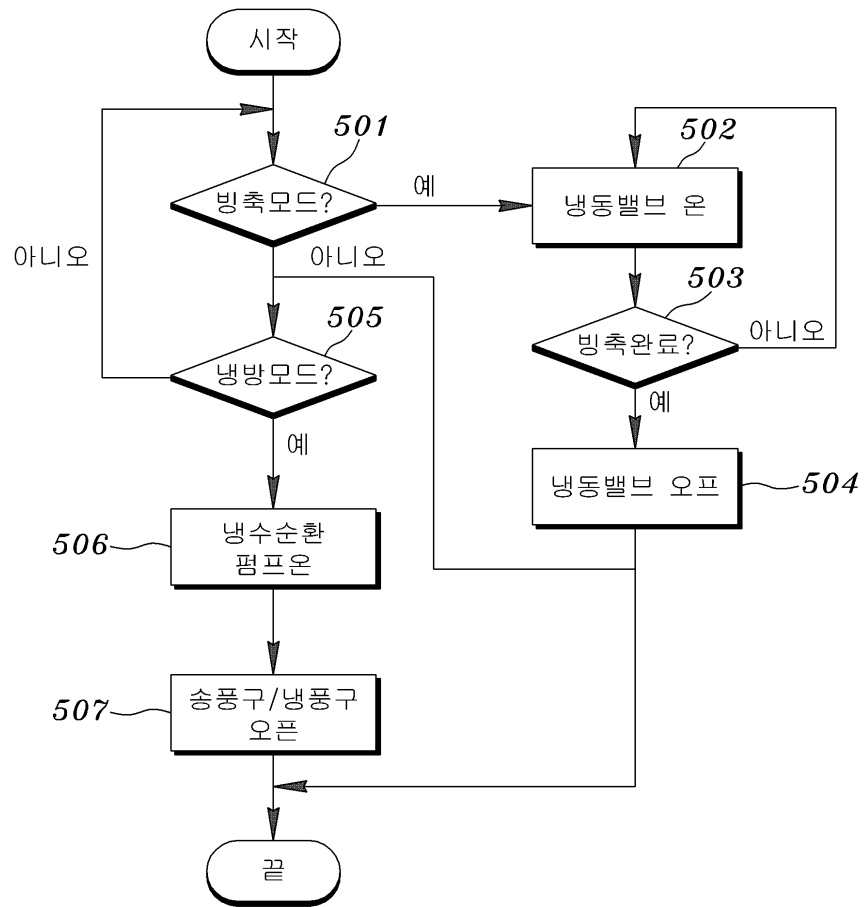 시작
501
빙축모드?
예
502
냉동밸브 온
아니오
아니오
503
빙축완료?
아니오
505
냉방모드?
예
예
냉동밸브 오프
504
506
냉수순환
펌프온
507
송풍구/냉풍구
오픈
끝